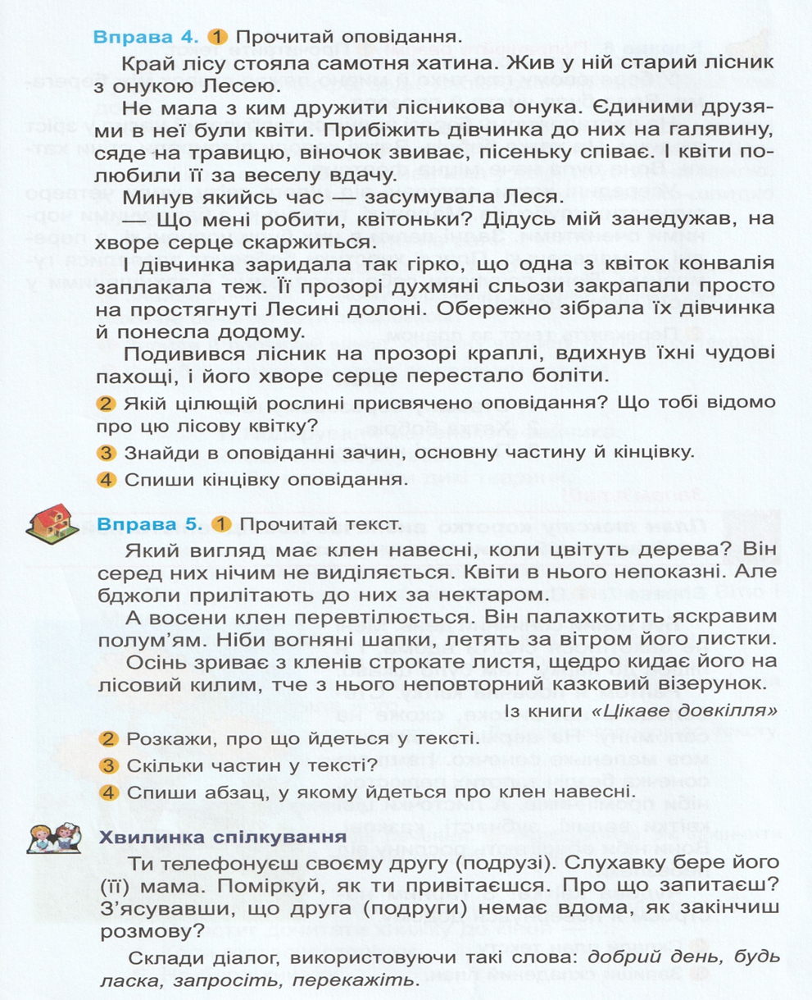 Вправа 4. 1 Прочитай оповідання.
Край лісу стояла самотня хатина. Жив у ній старий лісник
з онукою Лесею.
Не мала з ким дружити лісникова онука. Єдиними друзя-
ми в неї були квіти. Прибіжить дівчинка до них на галявину,
сяде на травицю, віночок звиває, пісеньку співає. І квіти по-
любили її за веселу вдачу.
Минув якийсь час — засумувала Леся.
— Що мені робити, квітоньки? Дідусь мій занедужав, на
хворе серце скаржиться.
І дівчинка заридала так гірко, що одна з квіток конвалія
заплакала теж. Її прозорі духмяні сльози закрапали просто
на простягнуті Лесині долоні. Обережно зібрала їх дівчинка
й понесла додому.
Подивився лісник на прозорі краплі, вдихнув їхні чудові
пахощі, і його хворе серце перестало боліти.
2 Якій цілющій рослині присвячено оповідання? Що тобі відомо
про цю лісову квітку?
3 Знайди в оповіданні зачин, основну частину й кінцівку.
4 Спиши кінцівку оповідання.
Вправа 5. 1 Прочитай текст.
Який вигляд має клен навесні, коли цвітуть дерева? Він
серед них нічим не виділяється. Квіти в нього непоказні. Але
бджоли прилітають до них за нектаром.
А восени клен перевтілюється. Він палахкотить яскравим
полум’ям. Ніби вогняні шапки, летять за вітром його листки.
Осінь зриває з кленів строкате листя, щедро кидає його на
лісовий килим, тче з нього неповторний казковий візерунок.
Із книги «Цікаве довкілля»
2 Розкажи, про що йдеться у тексті.
3 Скільки частин у тексті?
4 Спиши абзац, у якому йдеться про клен навесні.
Хвилинка спілкування
Ти телефонуєш своєму другу (подрузі). Слухавку бере його
(її) мама. Поміркуй, як ти привітаєшся. Про що запитаєш?
З’ясувавши, що друга (подруги) немає вдома, як закінчиш
розмову?
Склади діалог, використовуючи такі слова: добрий день, будь
ласка, запросіть, перекажіть.